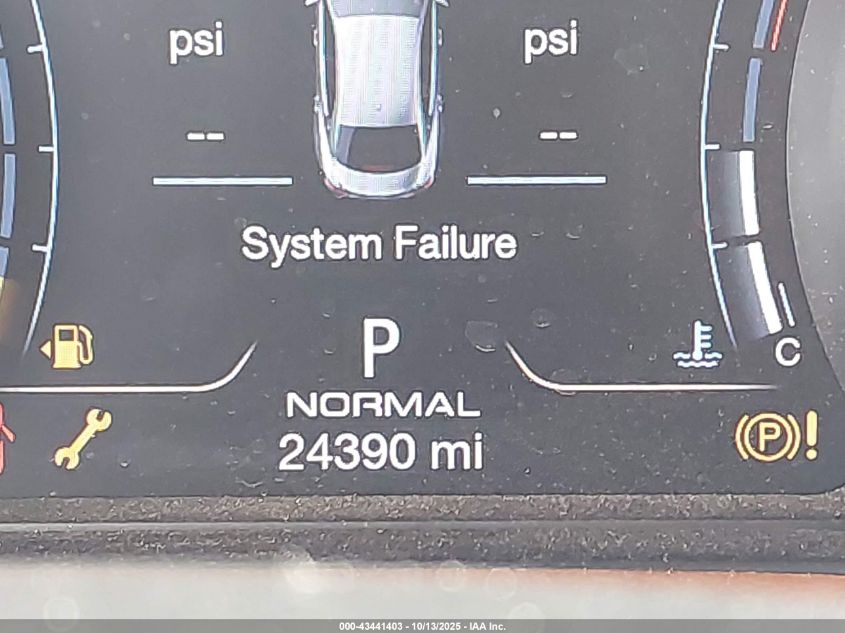 psi psi
-- --
System Failure
P
C
NORMAL
24390 mi
(P)!
000-43441403 - 10/13/2025 - IAA Inc.